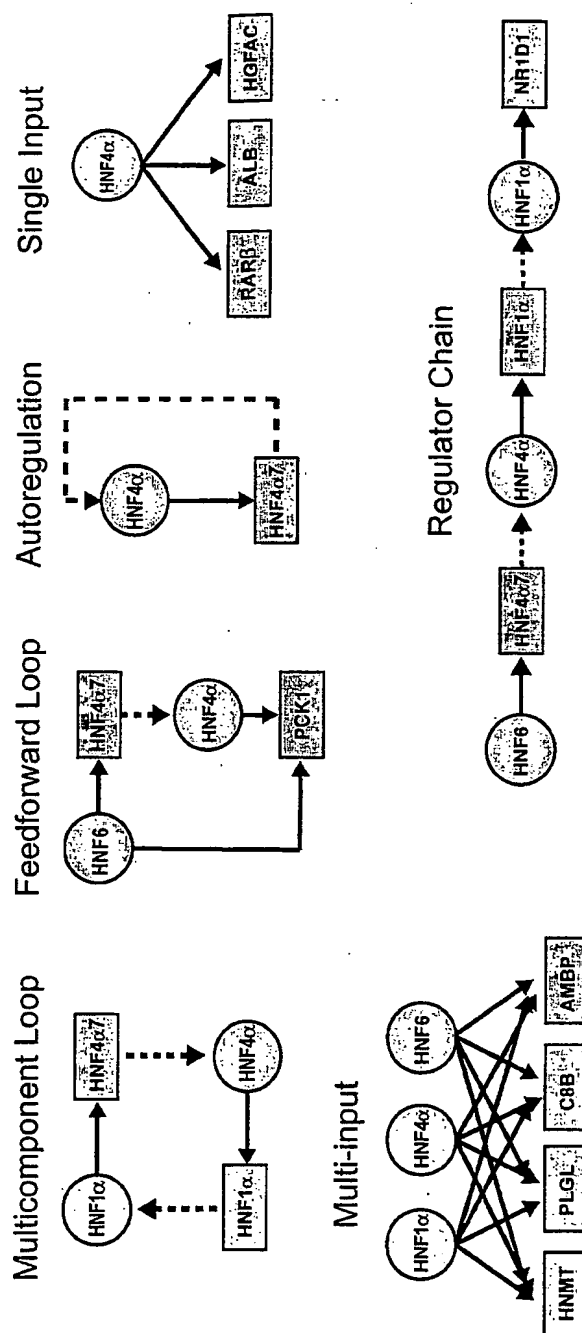 Multicomponent Loop
HNF1α
HNF4α7
HNF4α
HNF1α
Feedforward Loop
HNF6
HNF4α7
HNF4α
PCK1
Autoregulation
HNF4α
HNF4α7
Single Input
HNF4α
RARβ
ALB
HGFAC
Multi-input
HNF1α
HNF4α
HNF6
HNMT
PLGL
C8B
AMBP
Regulator Chain
HNF6
HNF4α7
HNF4α
HNF1α
HNF1α
NR1D1